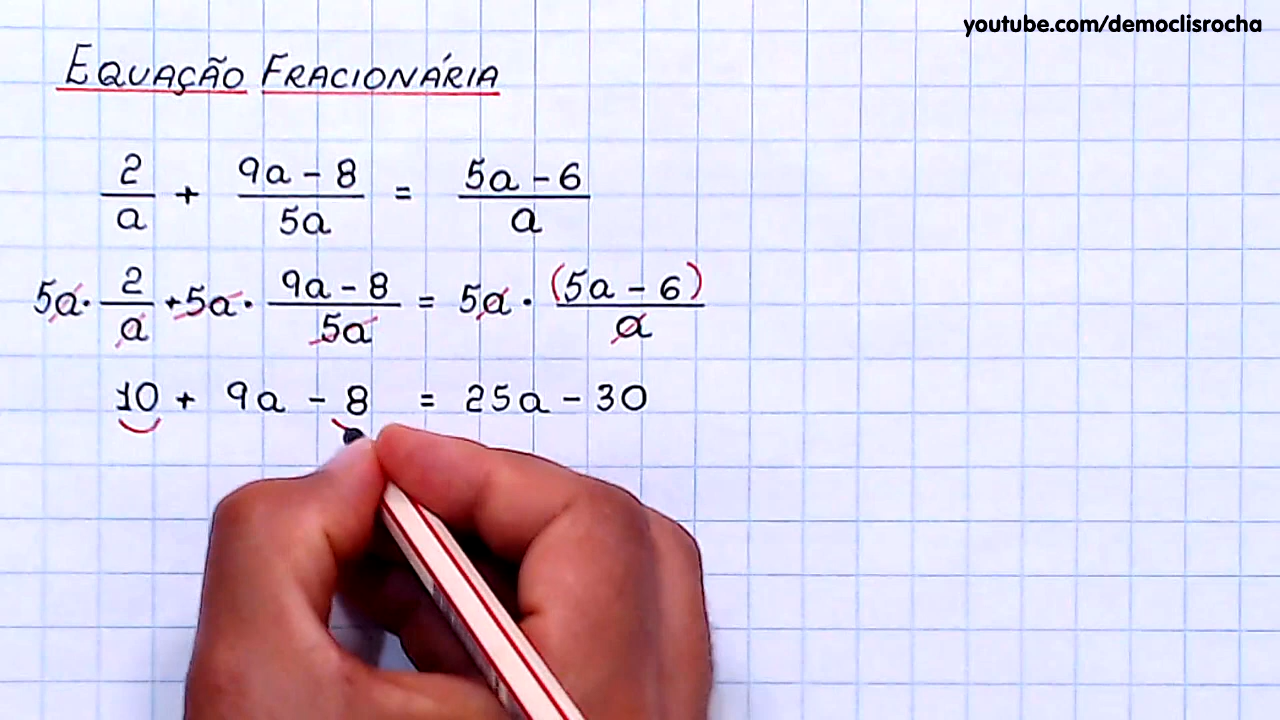 youtube.com/democlisrocha
EQUAÇÃO FRACIONÁRIA
2/a + (9a - 8)/5a = (5a - 6)/a
5a · 2/a + 5a · (9a - 8)/5a = 5a · (5a - 6)/a
10 + 9a - 8 = 25a - 30